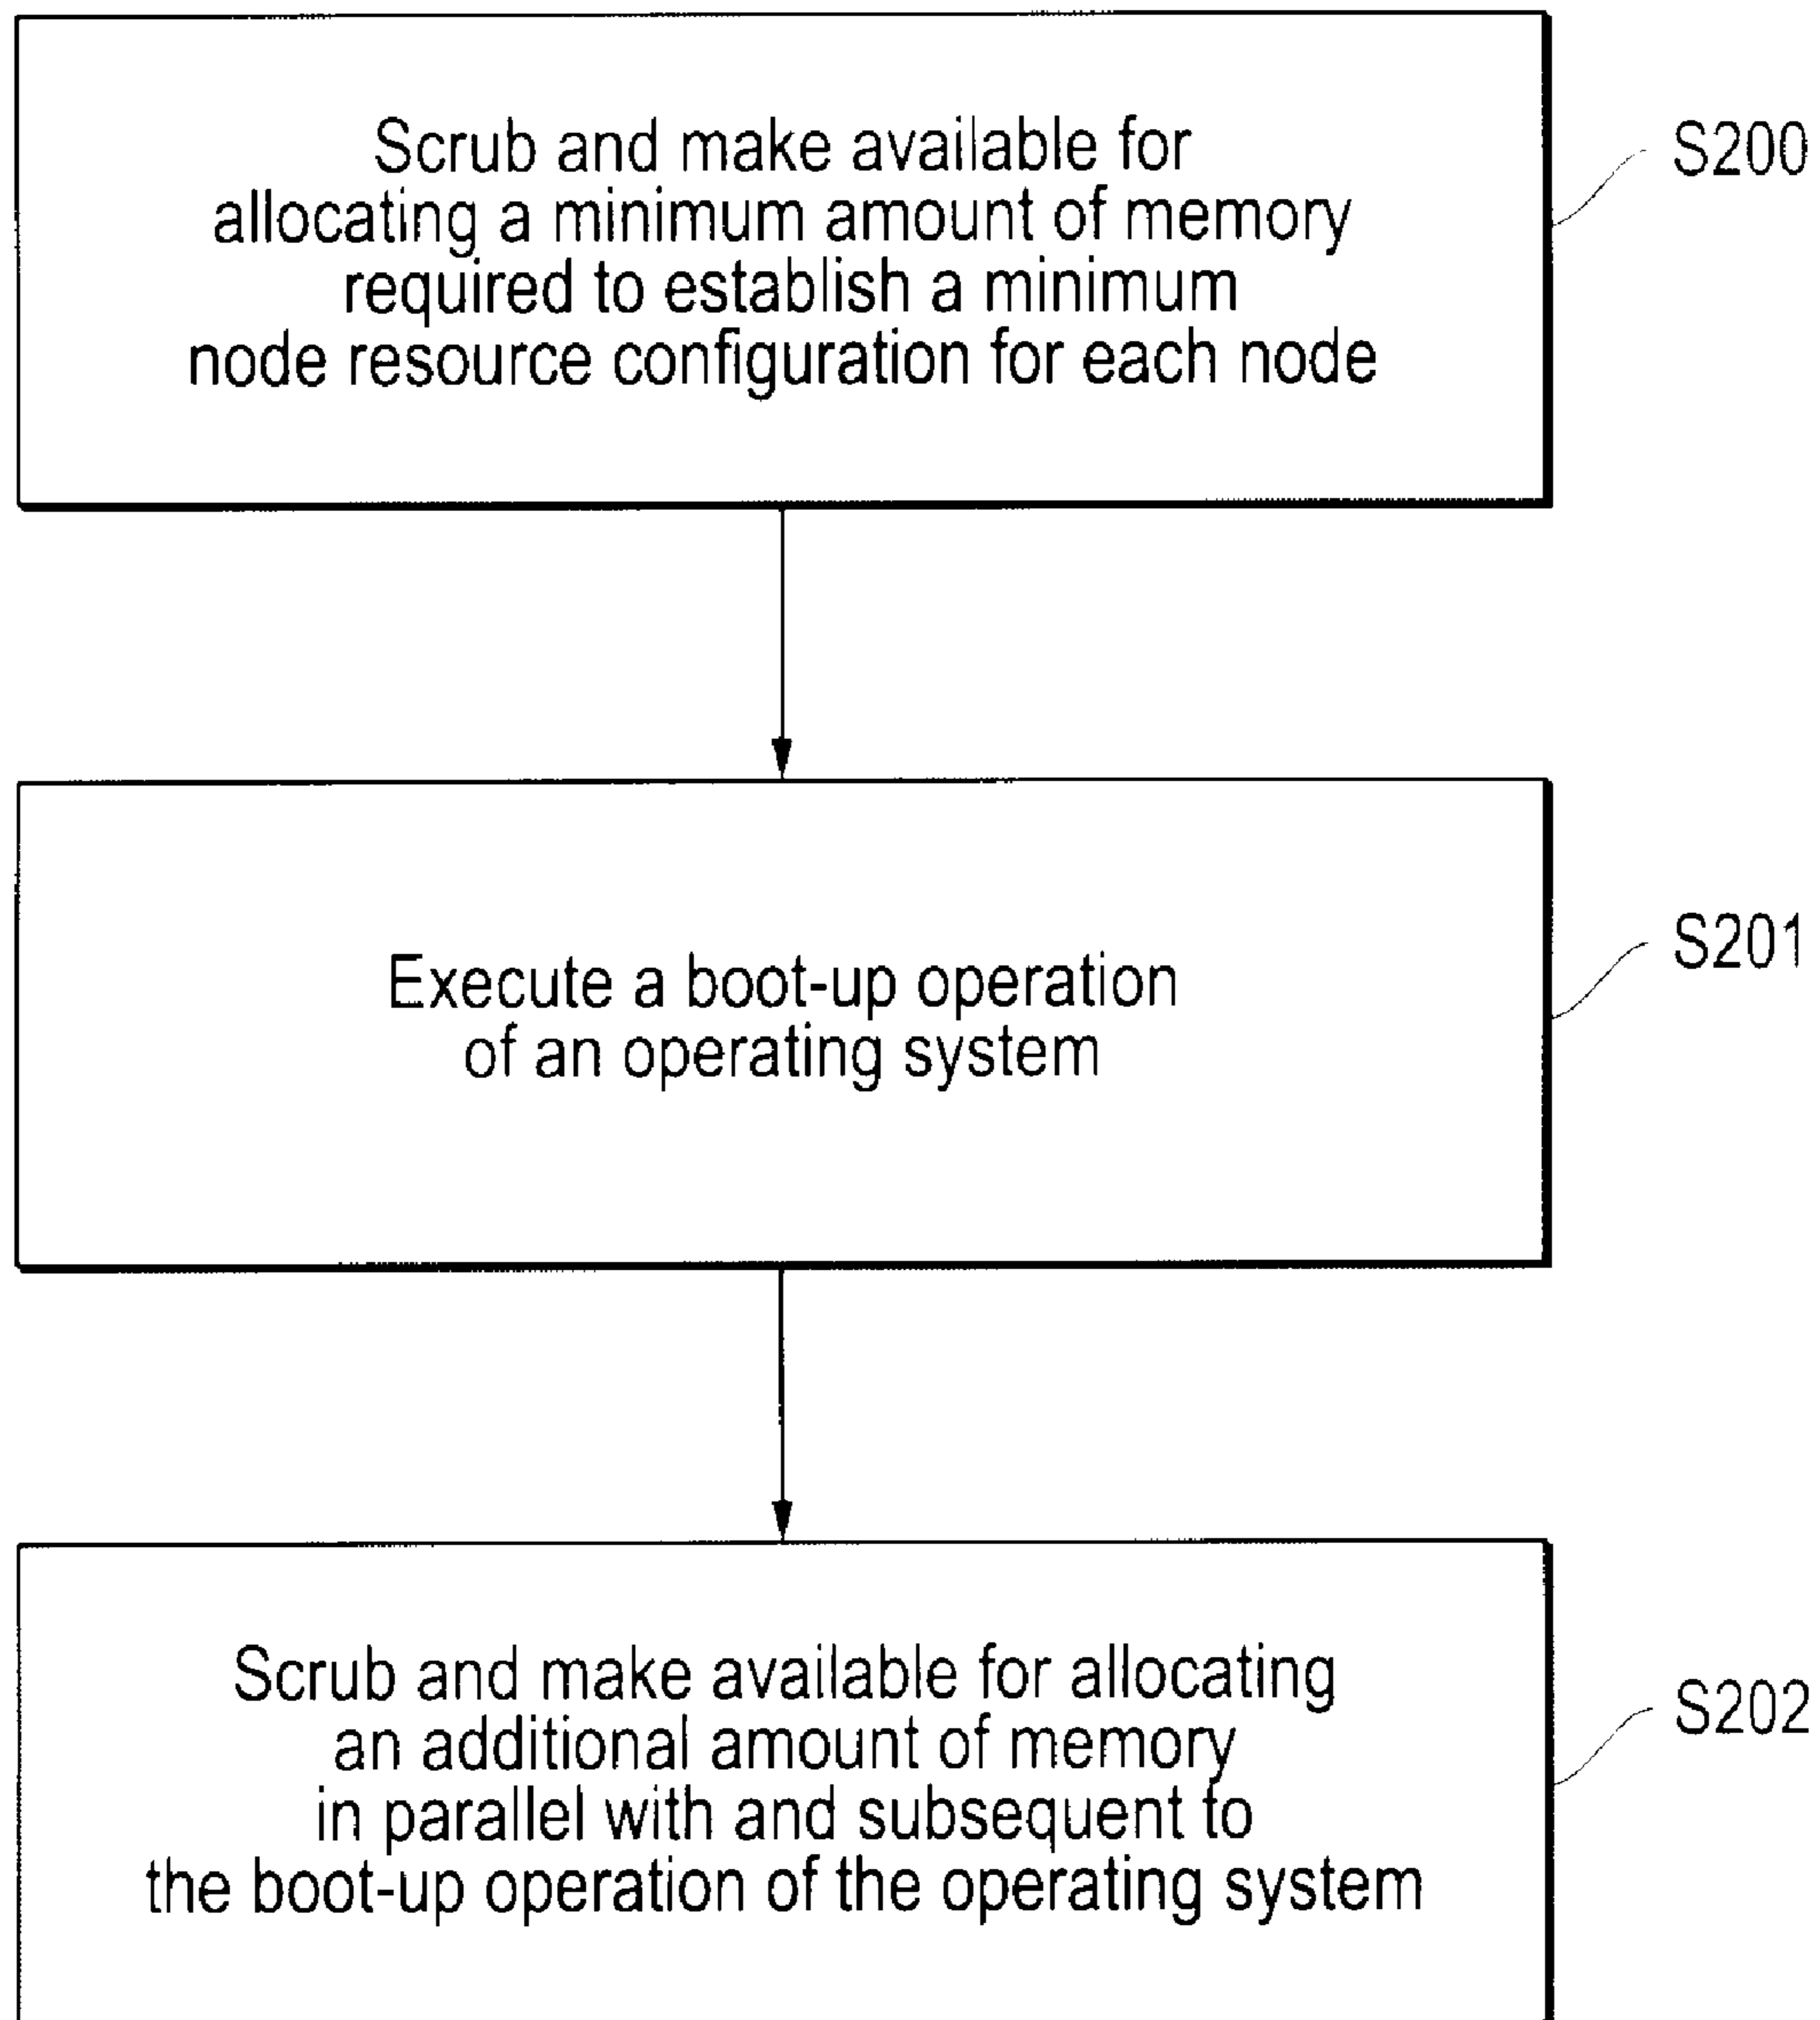 Scrub and make available for
allocating a minimum amount of memory
required to establish a minimum
node resource configuration for each node
S200
Execute a boot-up operation
of an operating system
S201
Scrub and make available for allocating
an additional amount of memory
in parallel with and subsequent to
the boot-up operation of the operating system
S202